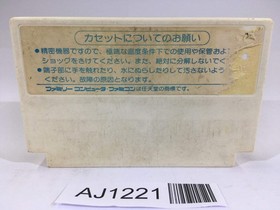 カセットについてのお願い
●精密機器ですので、極端な温度条件下での使用や保管およ
ショックをさけてください。また、絶対に分解しないでく
●端子部に手を触れたり、水にぬらしたりして汚さないよう
ください。故障の原因となります。
ファミリー コンピュータ・ファミコンは任天堂の商標です。
AJ1221